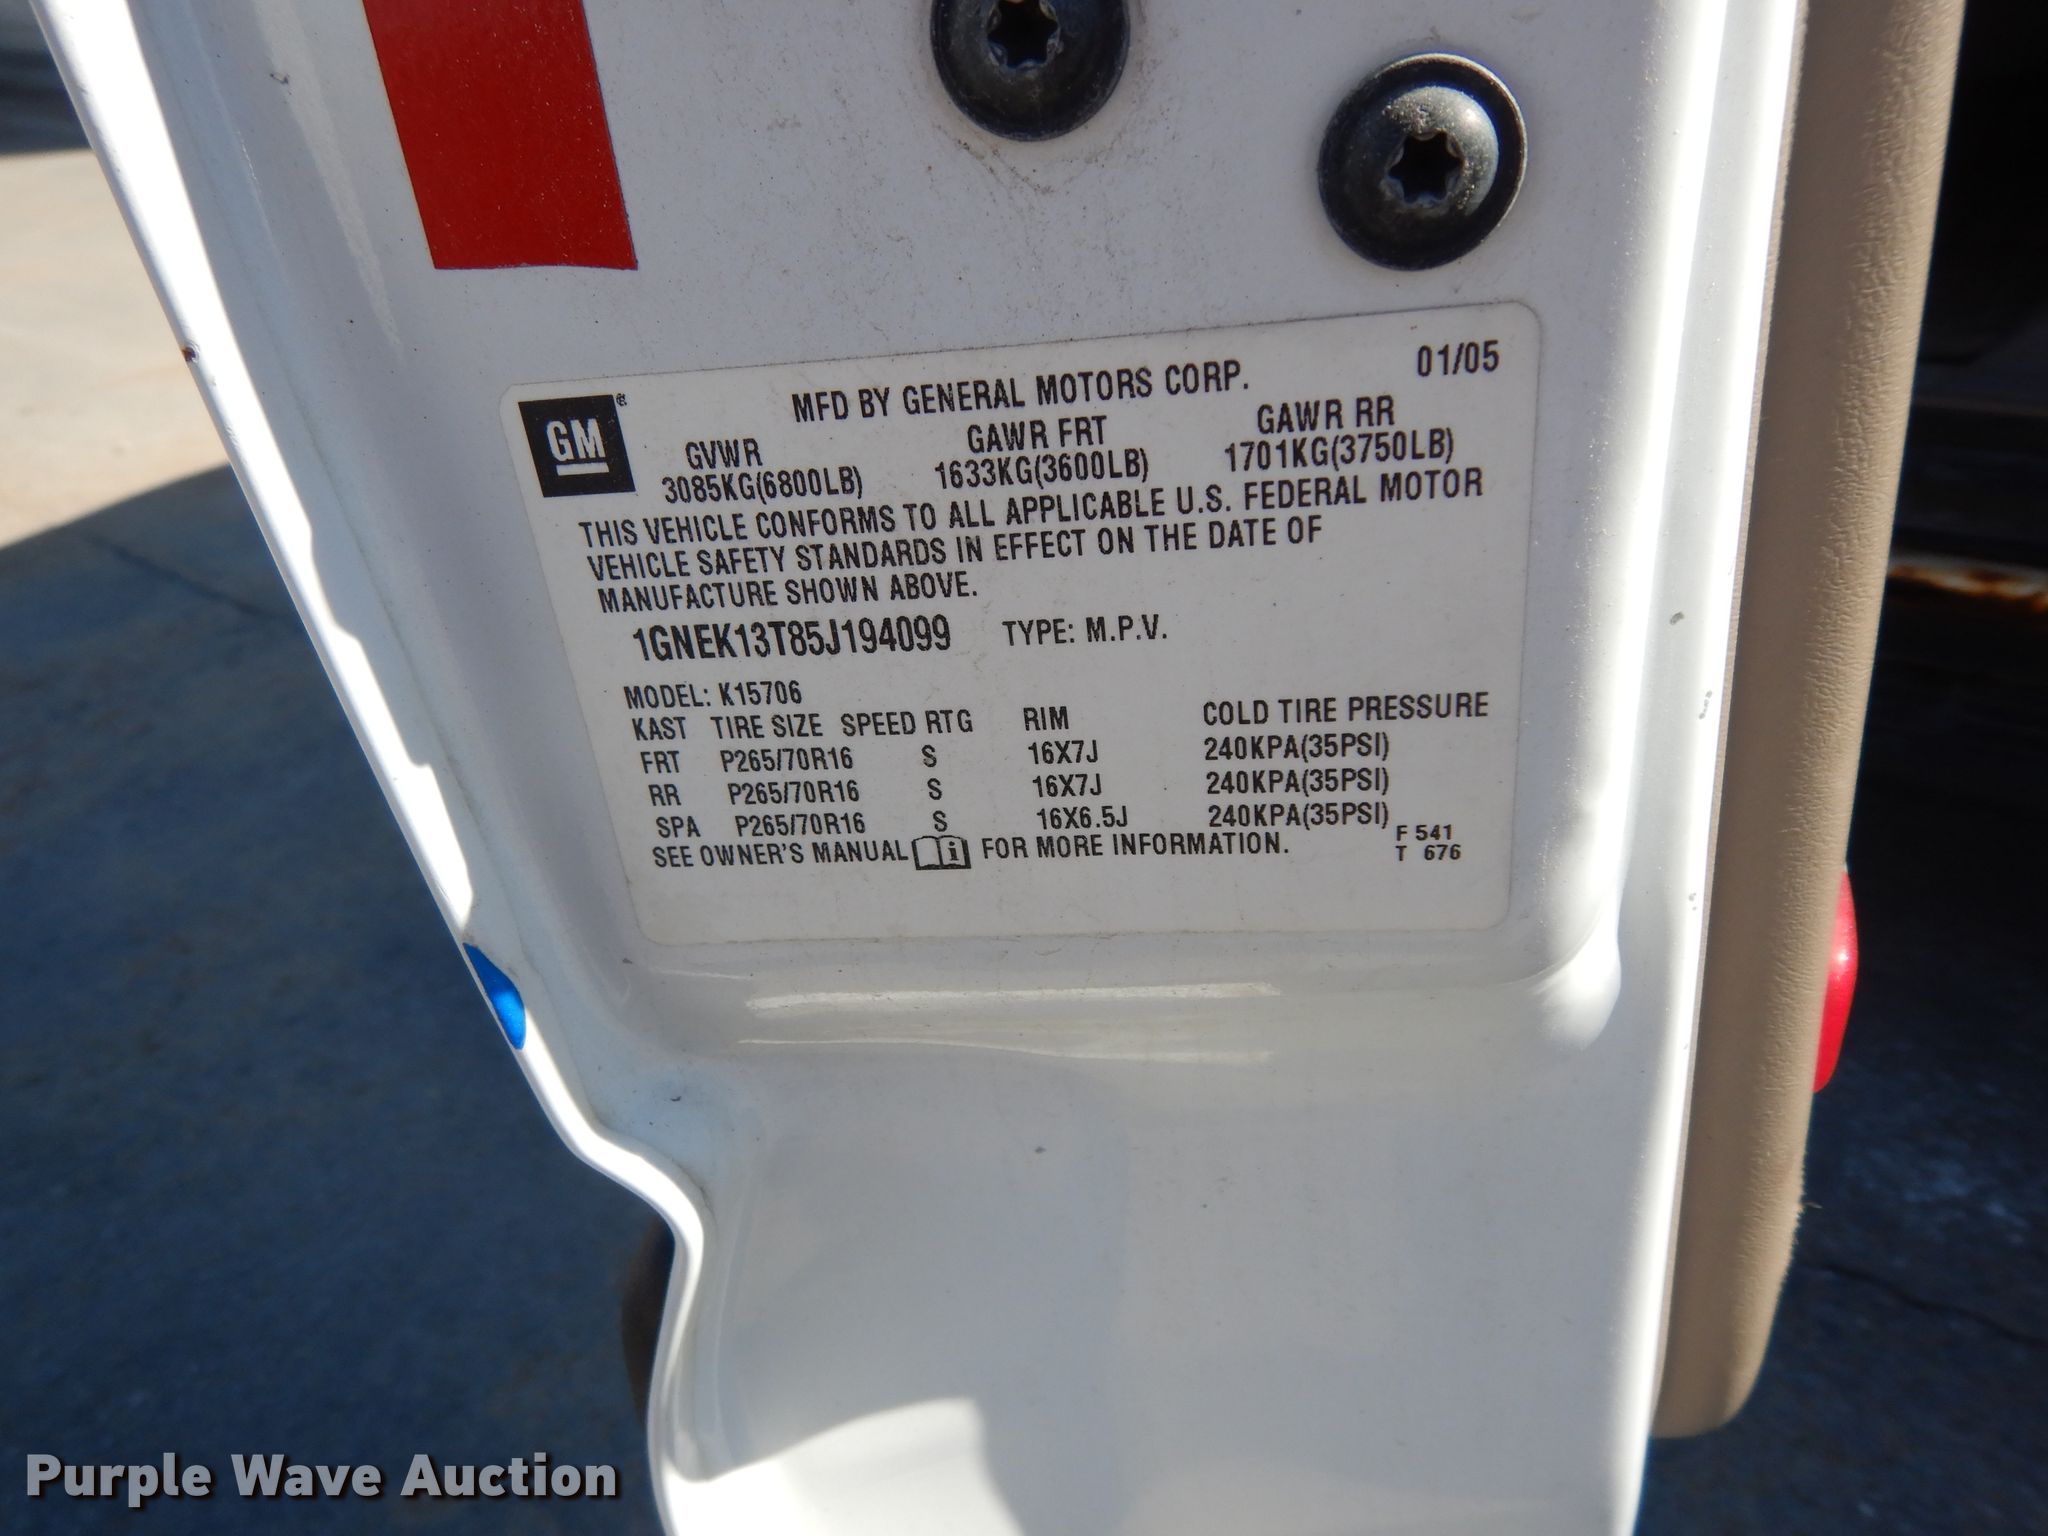 MFD BY GENERAL MOTORS CORP. 01/05
GM®
GVWR GAWR FRT GAWR RR
3085KG(6800LB) 1633KG(3600LB) 1701KG(3750LB)
THIS VEHICLE CONFORMS TO ALL APPLICABLE U.S. FEDERAL MOTOR
VEHICLE SAFETY STANDARDS IN EFFECT ON THE DATE OF
MANUFACTURE SHOWN ABOVE.
1GNEK13T85J194099 TYPE: M.P.V.
MODEL: K15706
KAST TIRE SIZE SPEED RTG RIM COLD TIRE PRESSURE
FRT P265/70R16 S 16X7J 240KPA(35PSI)
RR P265/70R16 S 16X7J 240KPA(35PSI)
SPA P265/70R16 S 16X6.5J 240KPA(35PSI)
SEE OWNER'S MANUAL i FOR MORE INFORMATION.
F 541
T 676
Purple Wave Auction